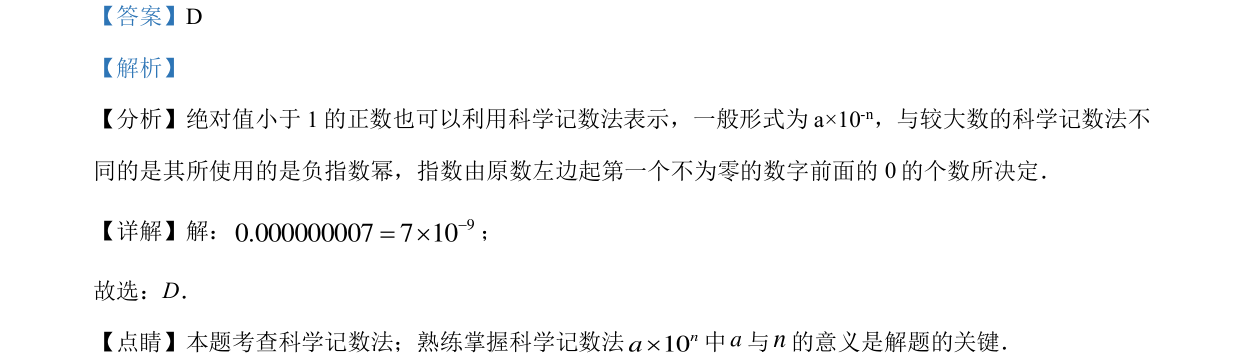 【答案】D
【解析】
【分析】绝对值小于 1 的正数也可以利用科学记数法表示，一般形式为 a×10⁻ⁿ，与较大数的科学记数法不
同的是其所使用的是负指数幂，指数由原数左边起第一个不为零的数字前面的 0 的个数所决定．
【详解】解：0.000000007 = 7×10⁻⁹；
故选：D．
【点睛】本题考查科学记数法；熟练掌握科学记数法 a×10ⁿ 中 a 与 n 的意义是解题的关键．